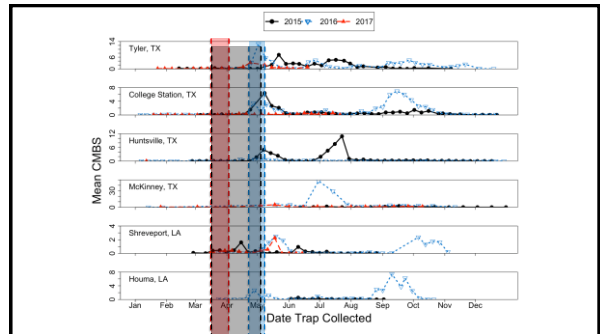 2015 2016 2017
Tyler, TX
14
6
0
College Station, TX
8
4
0
Huntsville, TX
12
6
0
McKinney, TX
30
0
Shreveport, LA
4
2
0
Houma, LA
8
4
0
Mean CMBS
Jan Feb Mar Apr May Jun Jul Aug Sep Oct Nov Dec
Date Trap Collected